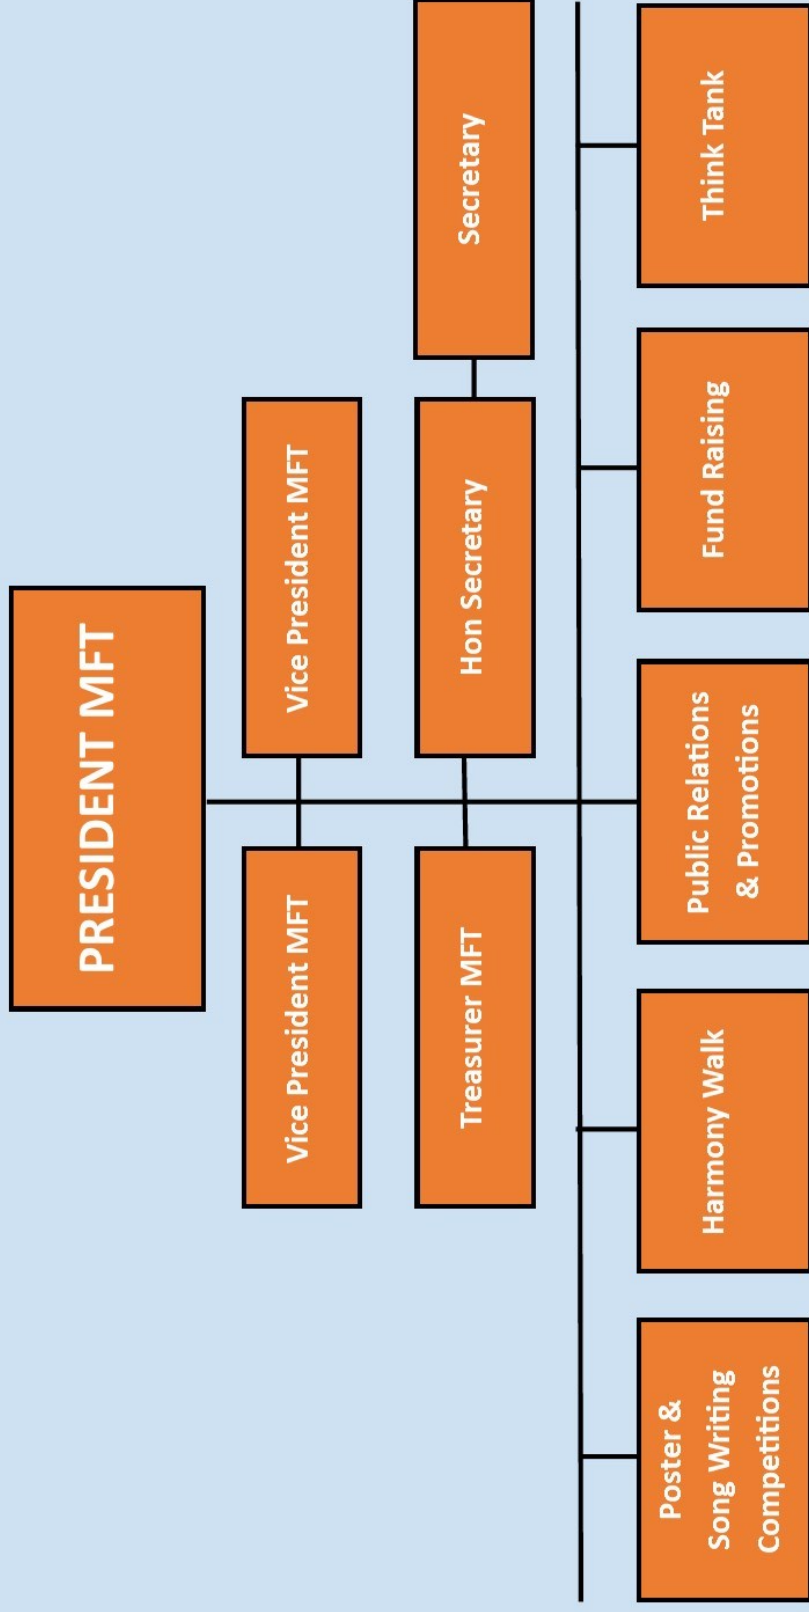 PRESIDENT MFT
Vice President MFT
Vice President MFT
Treasurer MFT
Hon Secretary
Secretary
Poster &
Song Writing
Competitions
Harmony Walk
Public Relations
& Promotions
Fund Raising
Think Tank